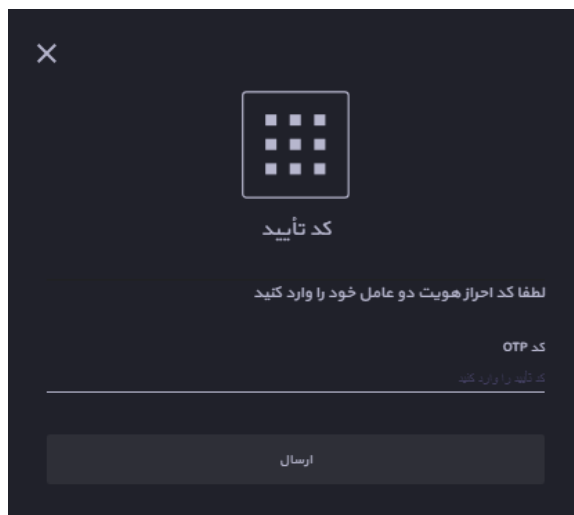 کد تأیید
لطفا کد احراز هویت دو عامل خود را وارد کنید
کد OTP
کد تأیید را وارد کنید
ارسال